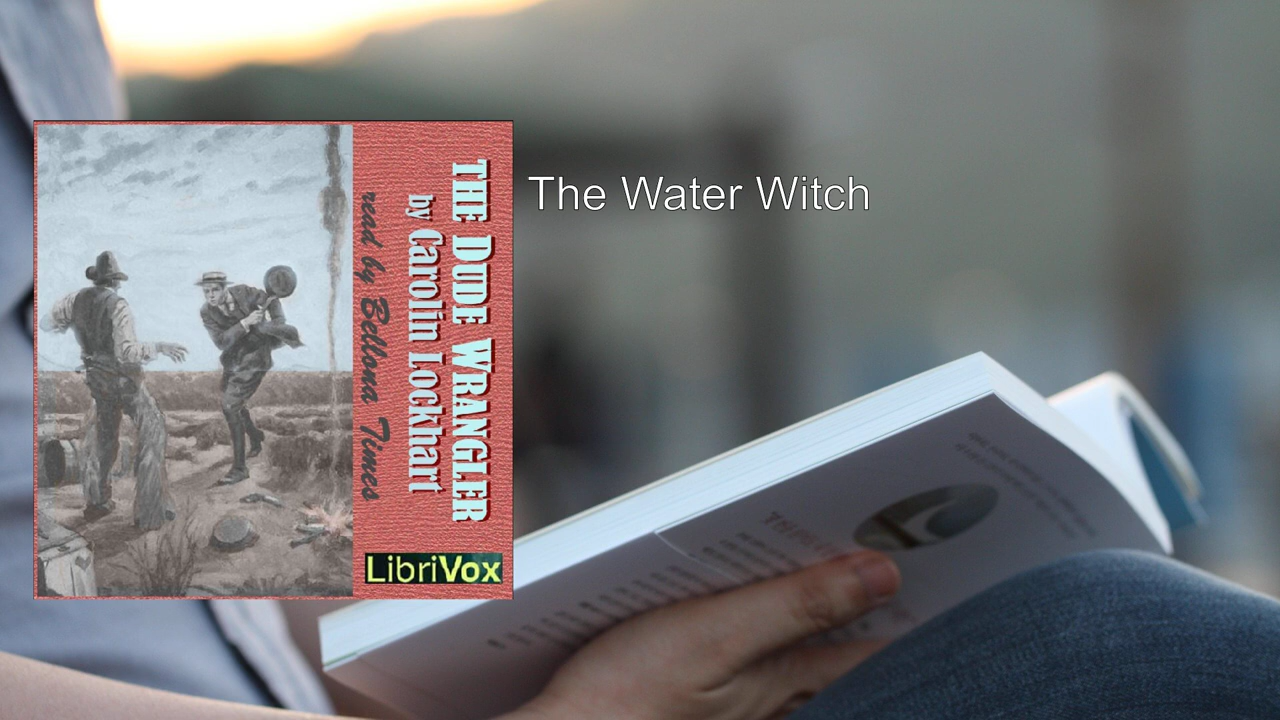 The Water Witch
THE DUDE WRANGLER
by Carolin Lockhart
read by Bellona Times
LibriVox